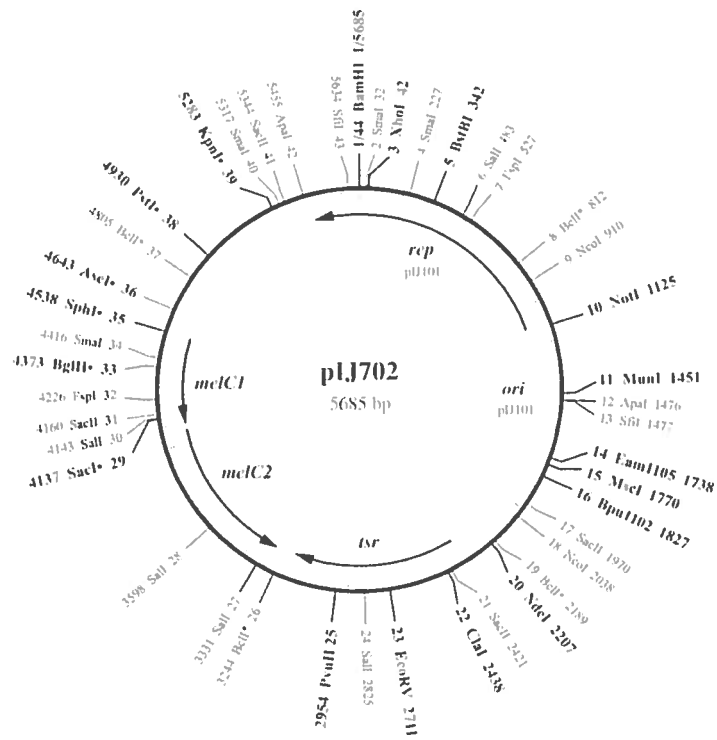 1/44 BamHI 1/5685
2 SmaI 32
3 XhoI 42
4 SmaI 227
5 BstBI 342
6 SalI 483
7 FspI 527
8 BclI* 812
9 NcoI 910
10 NotI 1125
11 MunI 1451
12 ApaI 1476
13 SfiI 1477
14 Eam1105 1738
15 MscI 1770
16 Bpu1102 1827
17 SacII 1970
18 NcoI 2038
19 BclI* 2189
20 NdeI 2207
21 SacII 2421
22 ClaI 2438
23 EcoRV 2711
24 SalI 2825
2954 PvuII 25
3244 BclI* 26
3331 SalI 27
3598 SalI 28
4137 SacI* 29
4143 SalI 30
4160 SacII 31
4226 FspI 32
4373 BglII* 33
4416 SmaI 34
4538 SphI* 35
4643 AseI* 36
4805 BclI* 37
4930 PstI* 38
5283 KpnI* 39
5317 SmaI 40
5344 SacII 41
5455 ApaI 42
5634 SfiI 43
rep
pIJ101
melC1
pIJ702
5685 bp
ori
pIJ101
melC2
tsr